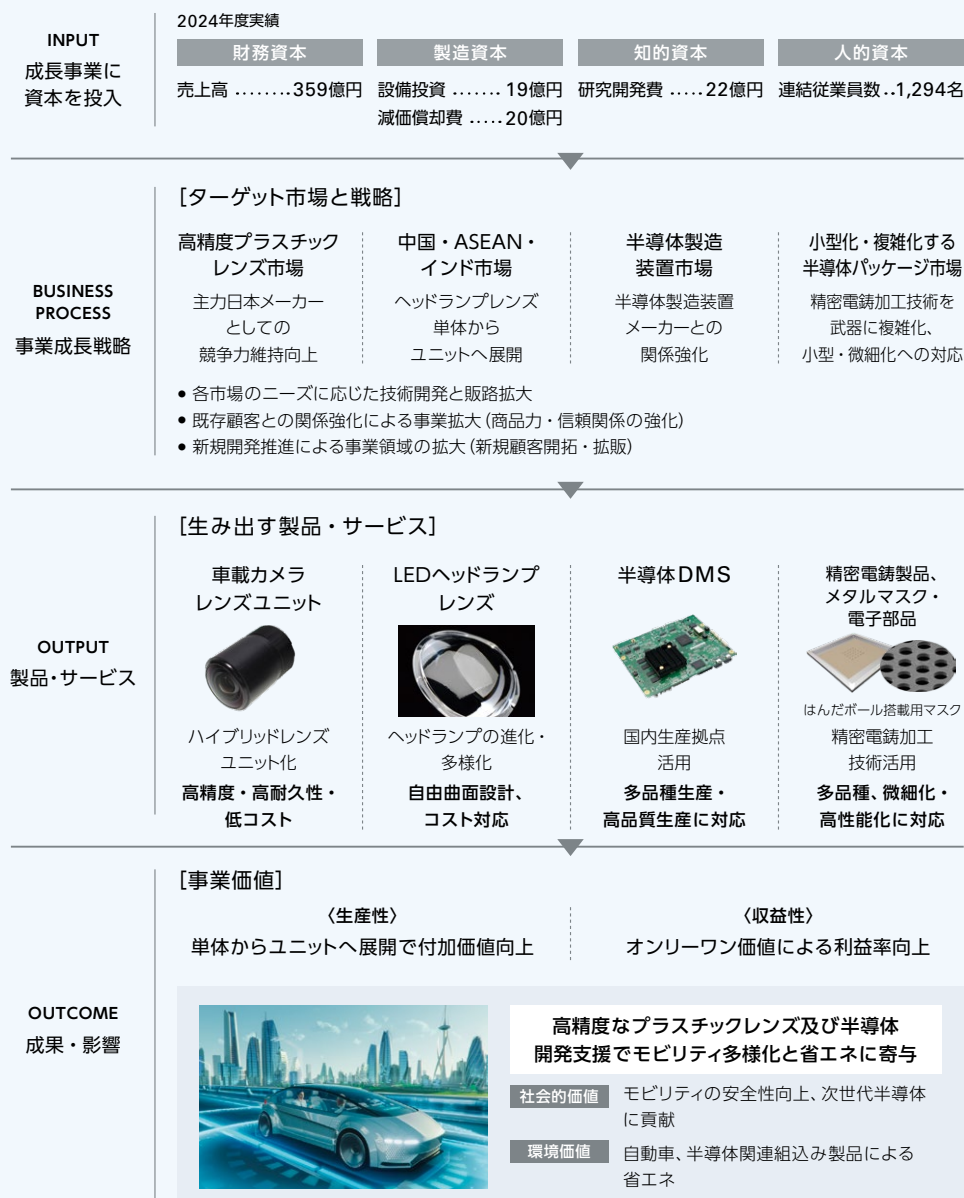 INPUT
成長事業に
資本を投入
2024年度実績
財務資本
売上高 ........359億円
製造資本
設備投資 ....... 19億円
減価償却費 .....20億円
知的資本
研究開発費 .....22億円
人的資本
連結従業員数..1,294名
BUSINESS
PROCESS
事業成長戦略
[ターゲット市場と戦略]
高精度プラスチック
レンズ市場
主力日本メーカー
としての
競争力維持向上
中国・ASEAN・
インド市場
ヘッドランプレンズ
単体から
ユニットへ展開
半導体製造
装置市場
半導体製造装置
メーカーとの
関係強化
小型化・複雑化する
半導体パッケージ市場
精密電鋳加工技術を
武器に複雑化、
小型・微細化への対応
• 各市場のニーズに応じた技術開発と販路拡大
• 既存顧客との関係強化による事業拡大(商品力・信頼関係の強化)
• 新規開発推進による事業領域の拡大(新規顧客開拓・拡販)
OUTPUT
製品・サービス
[生み出す製品・サービス]
車載カメラ
レンズユニット
ハイブリッドレンズ
ユニット化
高精度・高耐久性・
低コスト
LEDヘッドランプ
レンズ
ヘッドランプの進化・
多様化
自由曲面設計、
コスト対応
半導体DMS
国内生産拠点
活用
多品種生産・
高品質生産に対応
精密電鋳製品、
メタルマスク・
電子部品
はんだボール搭載用マスク
精密電鋳加工
技術活用
多品種、微細化・
高性能化に対応
OUTCOME
成果・影響
[事業価値]
〈生産性〉
単体からユニットへ展開で付加価値向上
〈収益性〉
オンリーワン価値による利益率向上
高精度なプラスチックレンズ及び半導体
開発支援でモビリティ多様化と省エネに寄与
社会的価値 モビリティの安全性向上、次世代半導体
に貢献
環境価値 自動車、半導体関連組込み製品による
省エネ